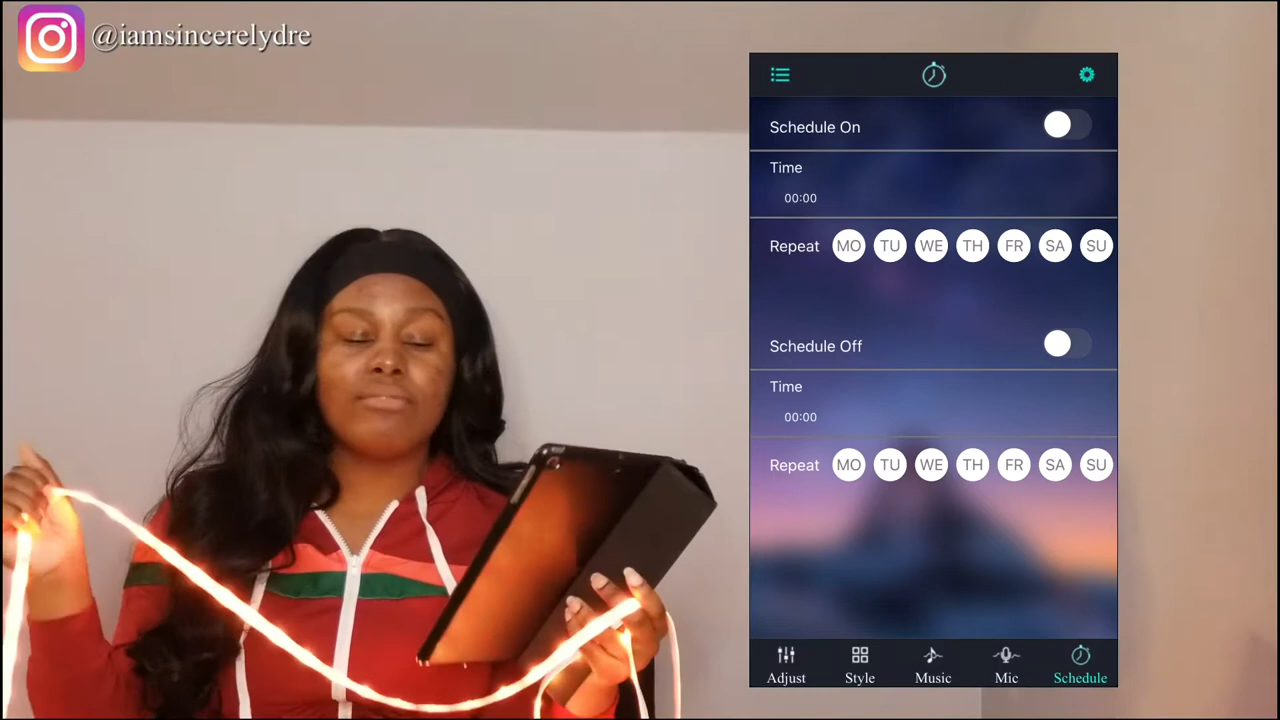 @iamsincerelydre
Schedule On
Time
00:00
Repeat MO TU WE TH FR SA SU
Schedule Off
Time
00:00
Repeat MO TU WE TH FR SA SU
Adjust Style Music Mic Schedule